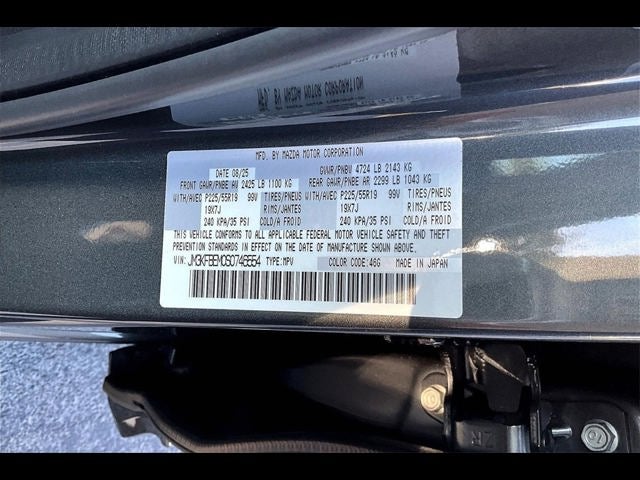 MFD. BY MAZDA MOTOR CORPORATION
DATE 08/25 GVWR/PNBV 4724 LB 2143 KG
FRONT GAWR/PNBE AV 2425 LB 1100 KG REAR GAWR/PNBE AR 2299 LB 1043 KG
WITH/AVEC P225/55R19 99V TIRES/PNEUS WITH/AVEC P225/55R19 99V TIRES/PNEUS
19X7J RIMS/JANTES 19X7J RIMS/JANTES
240 KPA/35 PSI COLD/A FROID 240 KPA/35 PSI COLD/A FROID
THIS VEHICLE CONFORMS TO ALL APPLICABLE FEDERAL MOTOR VEHICLE SAFETY AND THEFT
PREVENTION STANDARDS IN EFFECT ON THE DATE OF MANUFACTURE SHOWN ABOVE.
VIN: TYPE:MPV COLOR CODE:46G MADE IN JAPAN
ZR
10